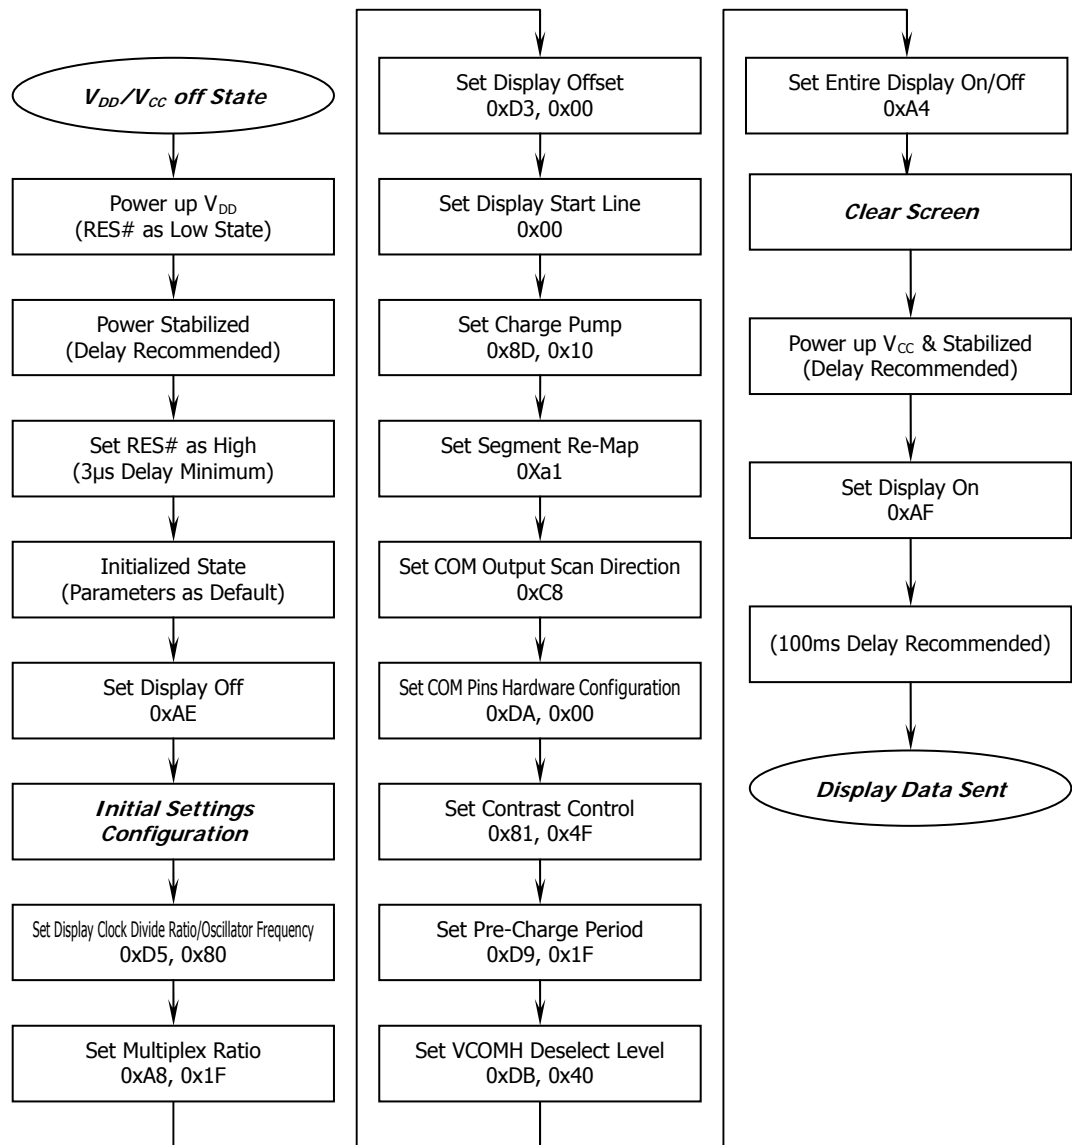 V_DD/V_CC off State
Power up V_DD
(RES# as Low State)
Power Stabilized
(Delay Recommended)
Set RES# as High
(3µs Delay Minimum)
Initialized State
(Parameters as Default)
Set Display Off
0xAE
Initial Settings
Configuration
Set Display Clock Divide Ratio/Oscillator Frequency
0xD5, 0x80
Set Multiplex Ratio
0xA8, 0x1F
Set Display Offset
0xD3, 0x00
Set Display Start Line
0x00
Set Charge Pump
0x8D, 0x10
Set Segment Re-Map
0Xa1
Set COM Output Scan Direction
0xC8
Set COM Pins Hardware Configuration
0xDA, 0x00
Set Contrast Control
0x81, 0x4F
Set Pre-Charge Period
0xD9, 0x1F
Set VCOMH Deselect Level
0xDB, 0x40
Set Entire Display On/Off
0xA4
Clear Screen
Power up V_CC & Stabilized
(Delay Recommended)
Set Display On
0xAF
(100ms Delay Recommended)
Display Data Sent